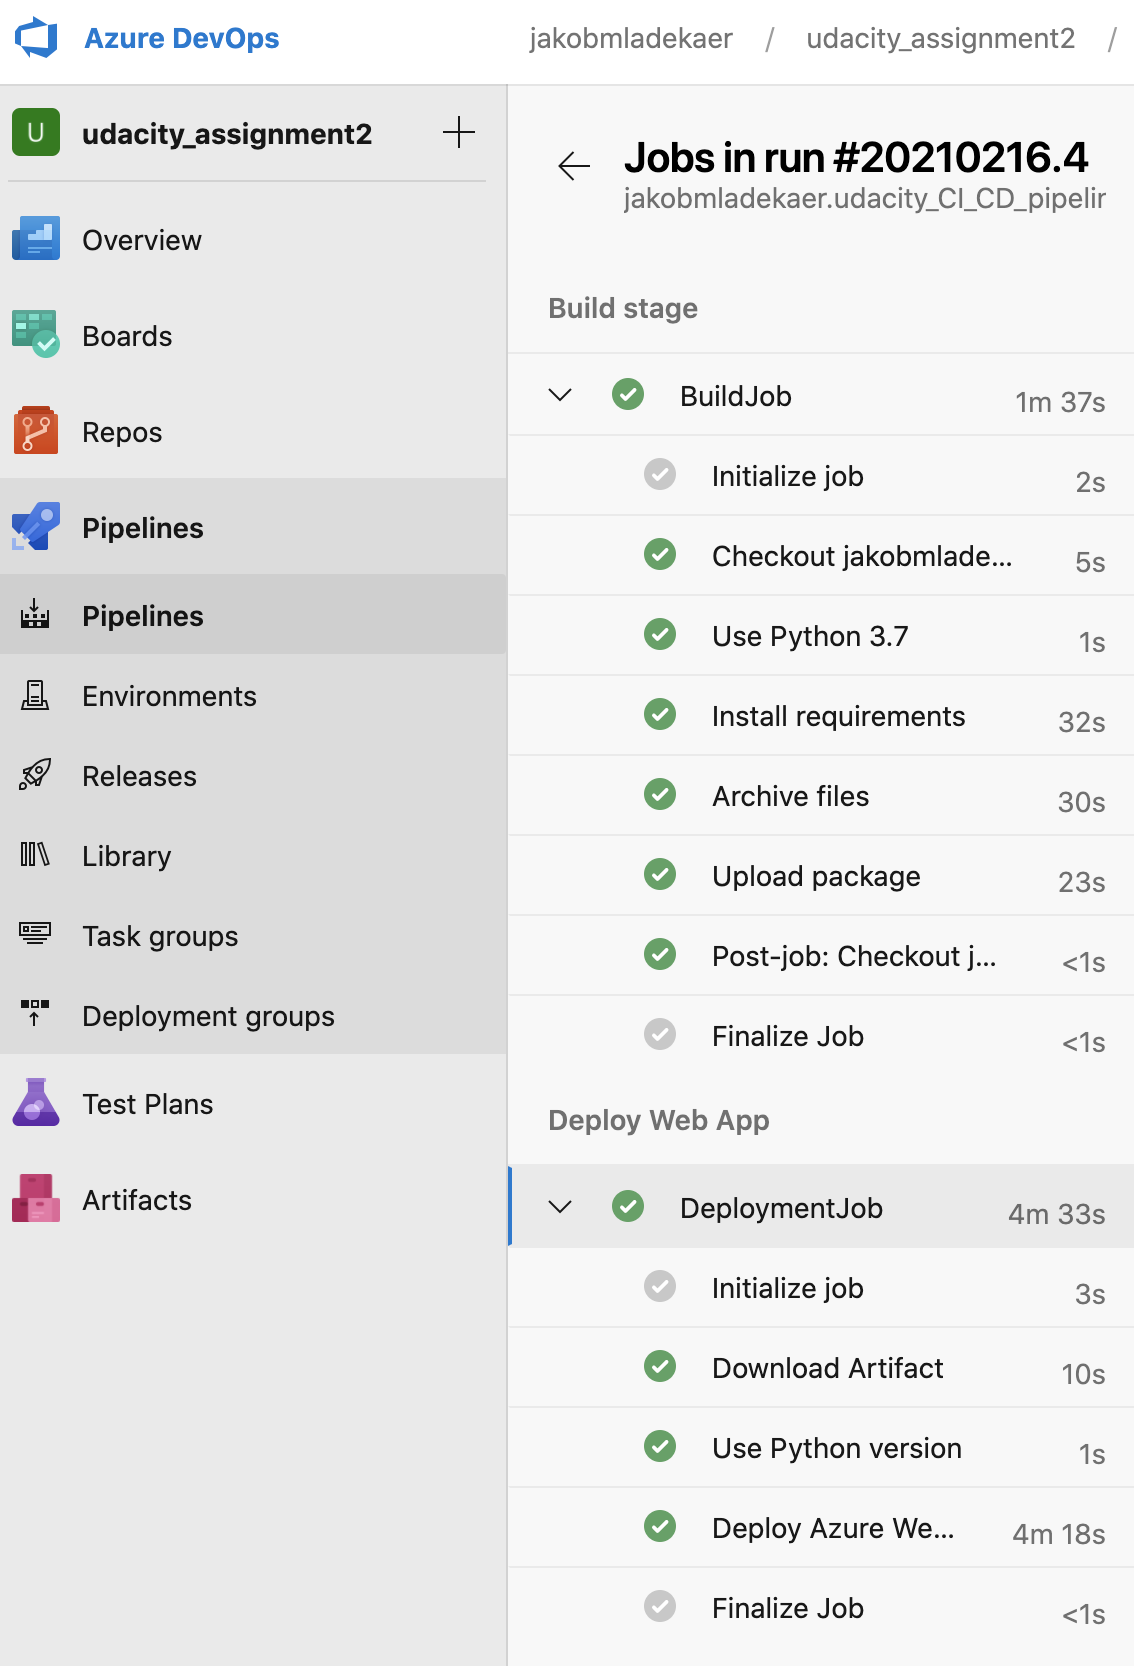 Azure DevOps
jakobmladekaer / udacity_assignment2 /
U udacity_assignment2
Overview
Boards
Repos
Pipelines
Pipelines
Environments
Releases
Library
Task groups
Deployment groups
Test Plans
Artifacts
Jobs in run #20210216.4
jakobmladekaer.udacity_CI_CD_pipelir
Build stage
BuildJob 1m 37s
Initialize job 2s
Checkout jakobmlade... 5s
Use Python 3.7 1s
Install requirements 32s
Archive files 30s
Upload package 23s
Post-job: Checkout j... <1s
Finalize Job <1s
Deploy Web App
DeploymentJob 4m 33s
Initialize job 3s
Download Artifact 10s
Use Python version 1s
Deploy Azure We... 4m 18s
Finalize Job <1s